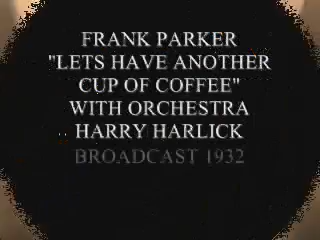 FRANK PARKER
"LETS HAVE ANOTHER
CUP OF COFFEE"
WITH ORCHESTRA
HARRY HARLICK
BROADCAST 1932